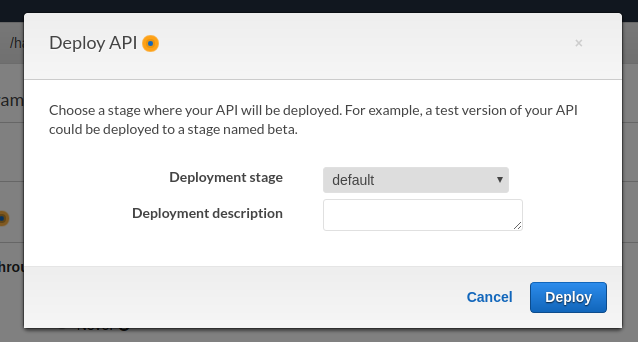 Deploy API
×
Choose a stage where your API will be deployed. For example, a test version of your API
could be deployed to a stage named beta.
Deployment stage
default
Deployment description
Cancel
Deploy